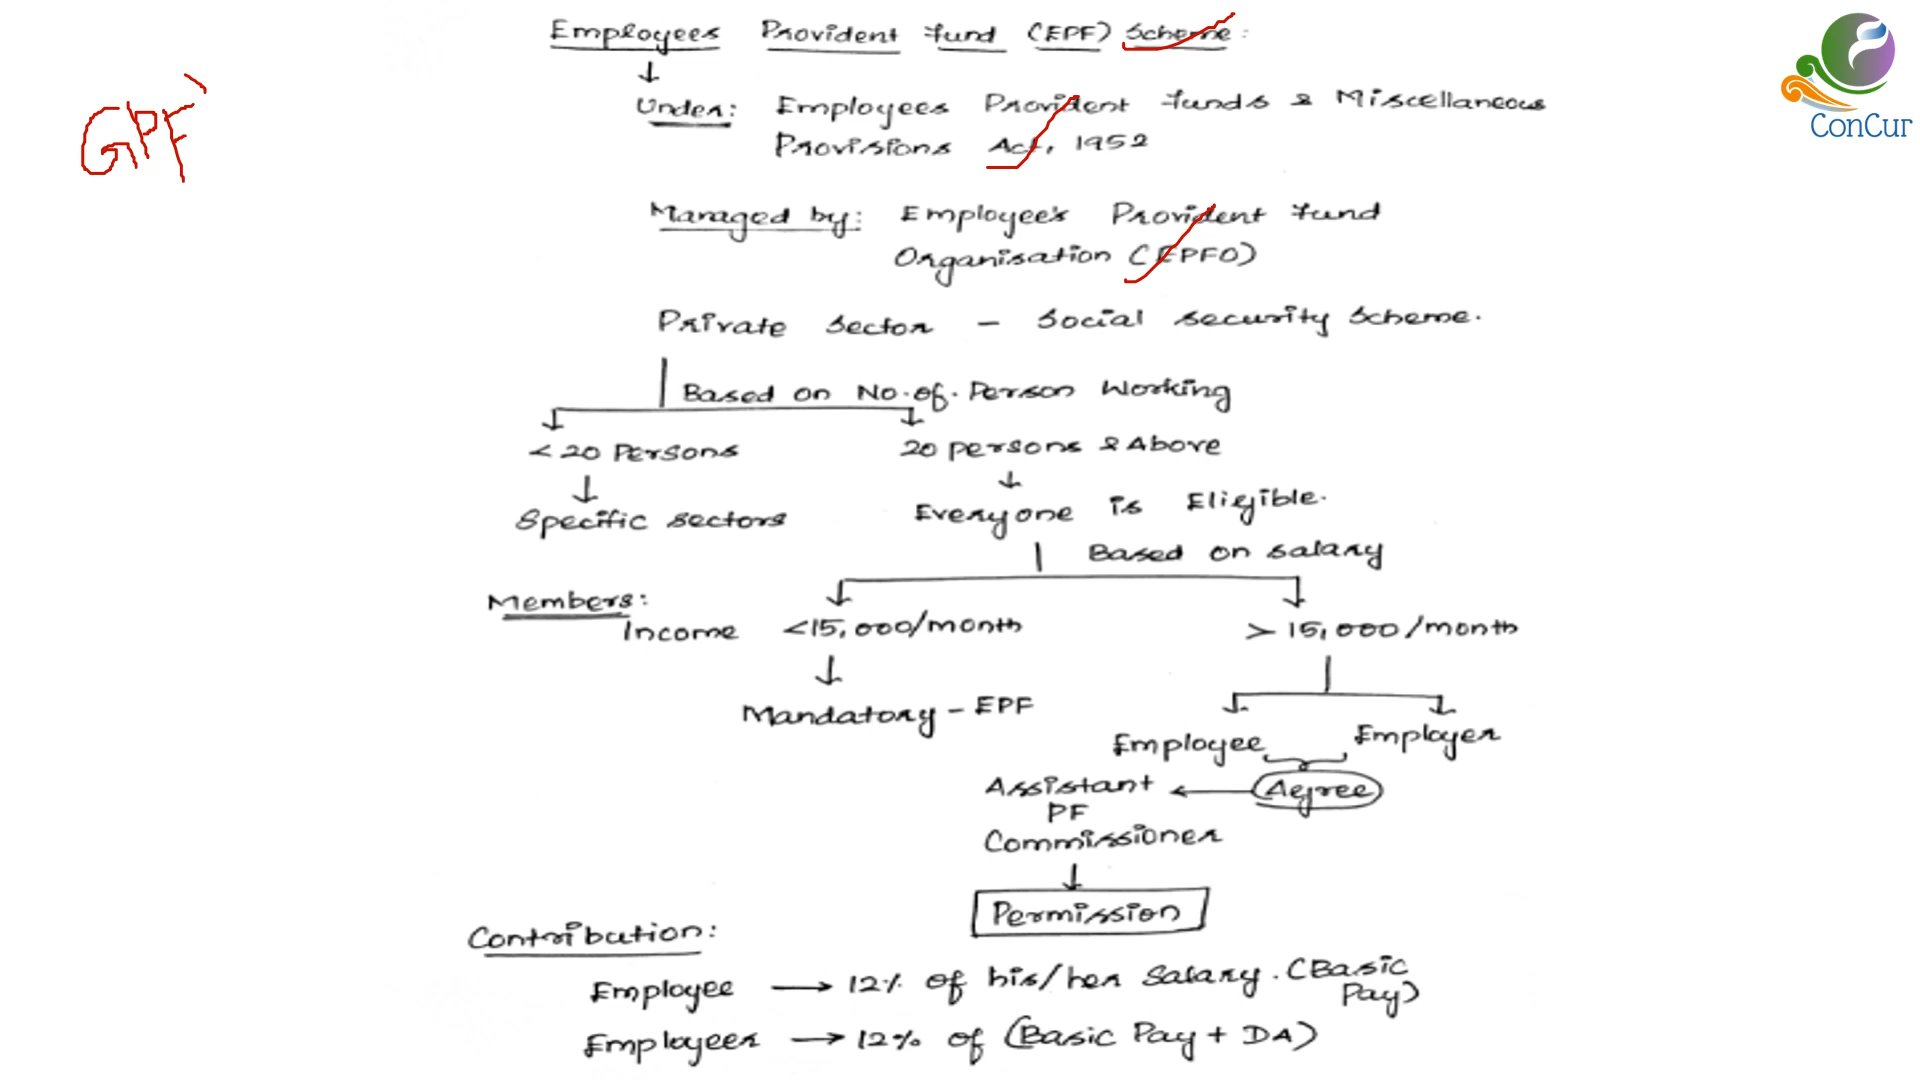 Employees Provident fund (EPF) Scheme:
GPF
Under: Employees Provident funds & Miscellaneous
Provisions Act, 1952
ConCur
Managed by: Employee's Provident fund
Organisation (EPFO)
Private sector - Social security scheme.
Based on No.of.Person Working
<20 Persons
20 persons & Above
Specific sectors
Everyone is Eligible.
Based on salary
Members:
Income <15,000/month
> 15,000/month
Mandatory - EPF
Employee
Employer
Agree
Assistant
PF
Commissioner
Permission
Contribution:
Employee → 12% of his/her Salary. (Basic
Pay)
Employeer → 12% of (Basic Pay + DA)